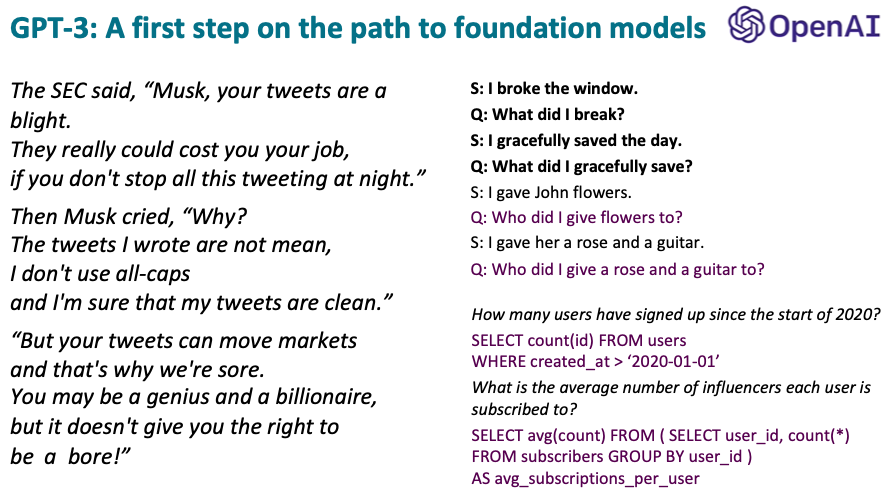 GPT-3: A first step on the path to foundation models
OpenAI
The SEC said, “Musk, your tweets are a
blight.
They really could cost you your job,
if you don't stop all this tweeting at night.”
Then Musk cried, “Why?
The tweets I wrote are not mean,
I don't use all-caps
and I'm sure that my tweets are clean.”
“But your tweets can move markets
and that's why we're sore.
You may be a genius and a billionaire,
but it doesn't give you the right to
be a bore!”
S: I broke the window.
Q: What did I break?
S: I gracefully saved the day.
Q: What did I gracefully save?
S: I gave John flowers.
Q: Who did I give flowers to?
S: I gave her a rose and a guitar.
Q: Who did I give a rose and a guitar to?
How many users have signed up since the start of 2020?
SELECT count(id) FROM users
WHERE created_at > ‘2020-01-01’
What is the average number of influencers each user is
subscribed to?
SELECT avg(count) FROM ( SELECT user_id, count(*)
FROM subscribers GROUP BY user_id )
AS avg_subscriptions_per_user